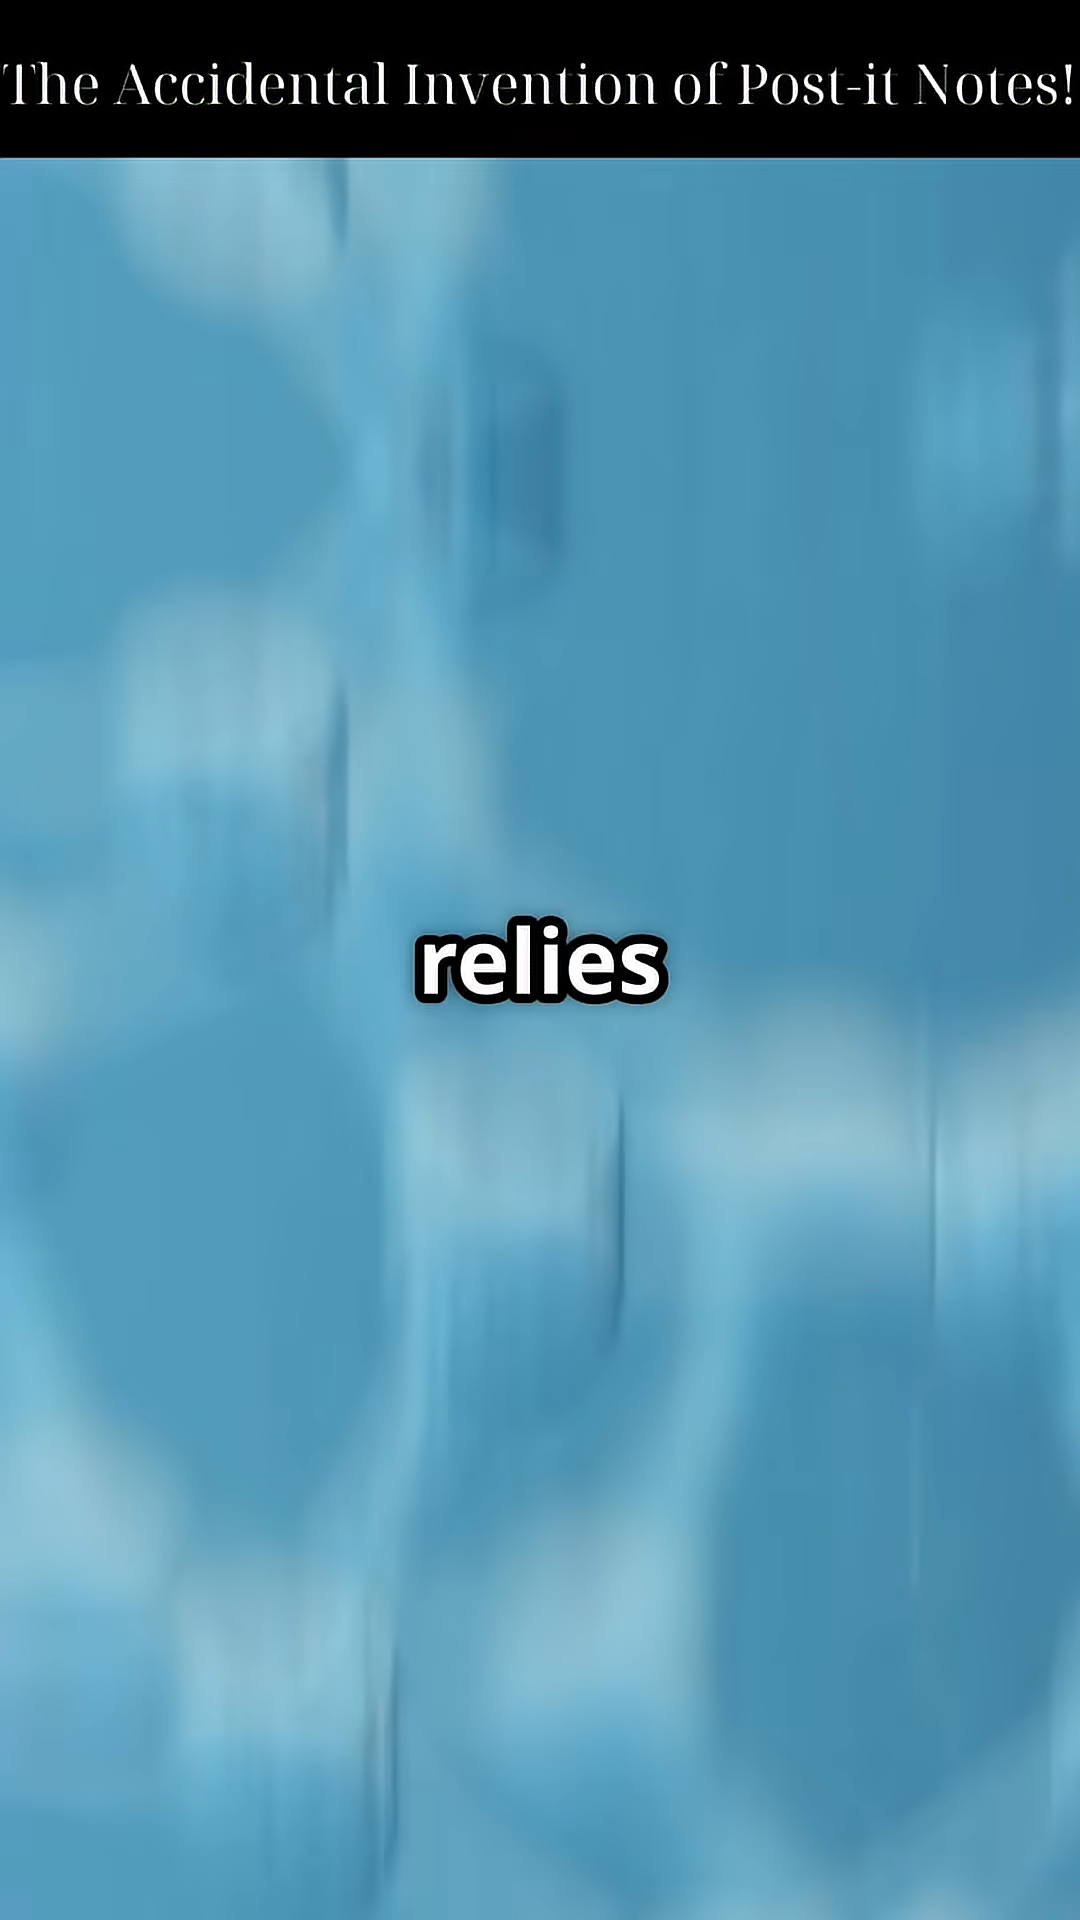 The Accidental Invention of Post-it Notes!
relies